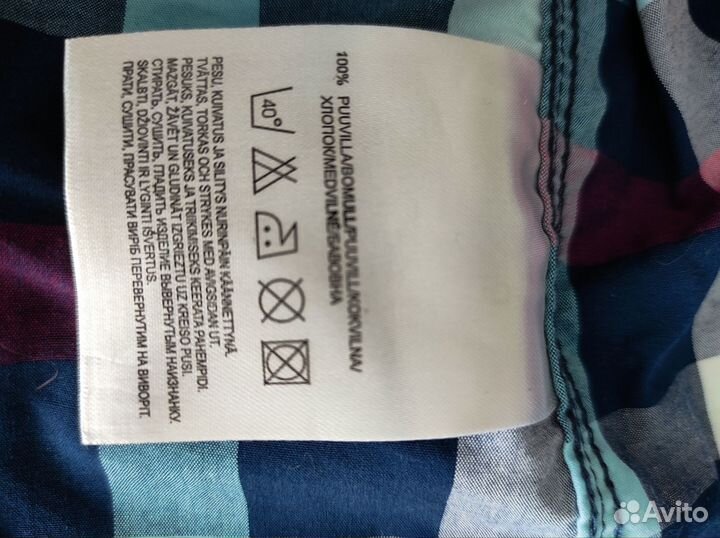 100% PUUVILLA/BOMULL/PUUVILL/KOKVILNA/
ХЛОПОК/MEDVILNĖ/БАВОВНА
40°
PESU, KUIVATUS JA SILITYS NURINPÄIN KÄÄNNETTYNÄ.
TVÄTTAS, TORKAS OCH STRYKES MED AVIGSIDAN UT.
PESUKS, KUIVATUSEKS JA TRIIKIMISEKS KEERATA PAHEMPIDI.
MAZGĀT, ŽĀVĒT UN GLUDINĀT IZGRIEZTU UZ KREISO PUSI.
СТИРАТЬ, СУШИТЬ, ГЛАДИТЬ ИЗДЕЛИЕ ВЫВЕРНУТЫМ НАИЗНАНКУ.
SKALBTI, DŽIOVINTI IR LYGINTI IŠVERTUS.
ПРАТИ, СУШИТИ, ПРАСУВАТИ ВИРІБ ПЕРЕВЕРНУТИМ НА ВИВОРІТ.
Avito